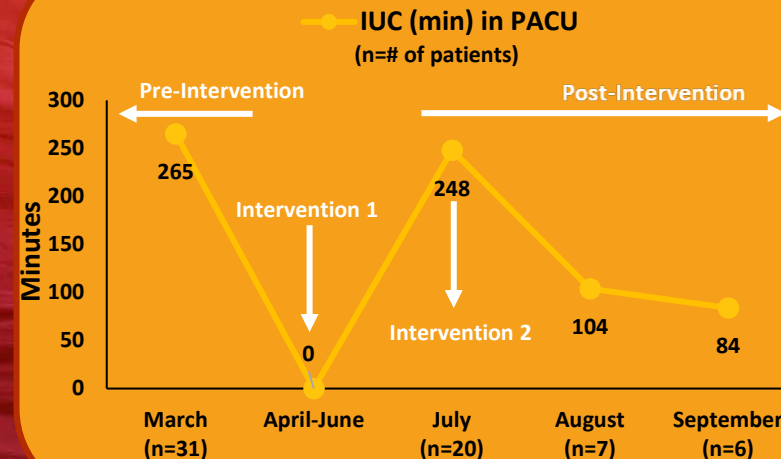 IUC (min) in PACU
(n=# of patients)
Pre-Intervention
Post-Intervention
300
250
200
150
100
50
0
Minutes
265
Intervention 1
0
248
Intervention 2
104
84
March
(n=31)
April-June
July
(n=20)
August
(n=7)
September
(n=6)